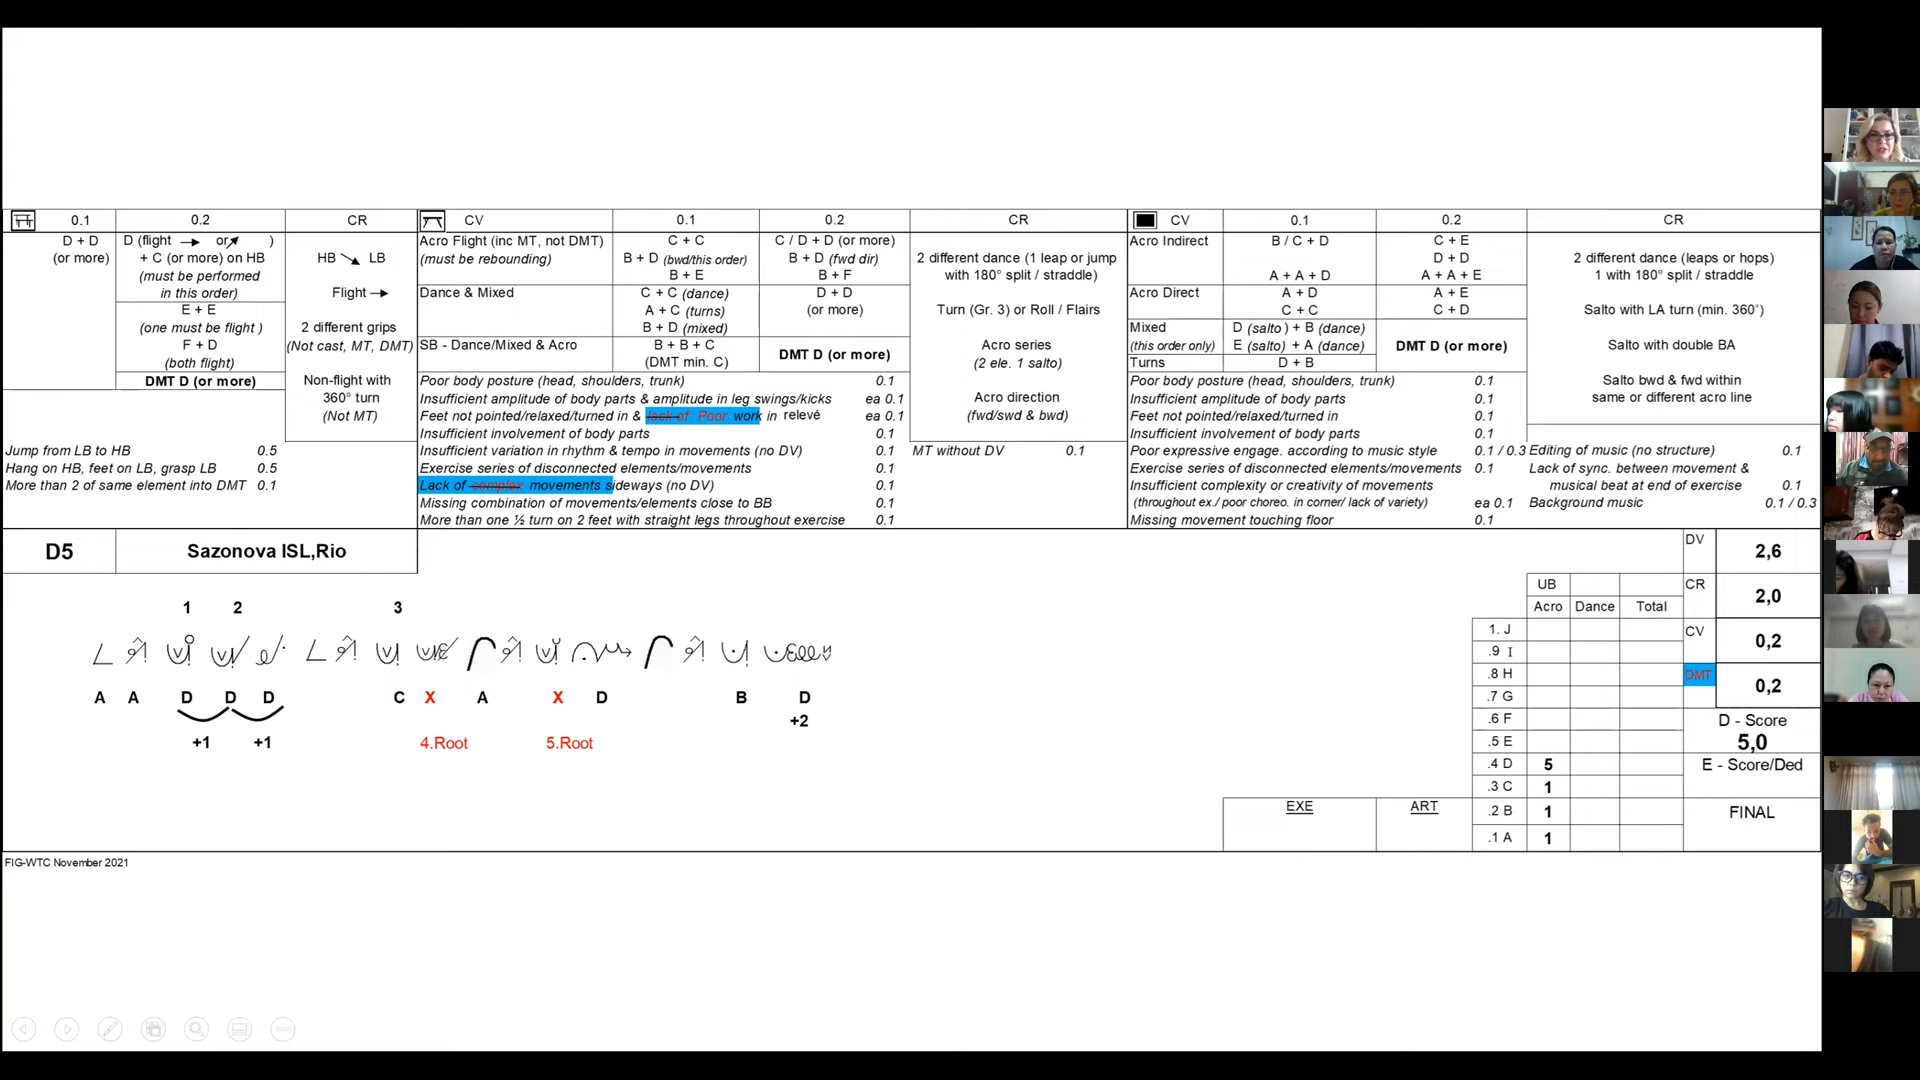 0.1 0.2 CR CV 0.1 0.2 CR CV 0.1 0.2 CR
D + D
(or more)
D (flight → or↗ )
+ C (or more) on HB
(must be performed
in this order)
E + E
(one must be flight )
F + D
(both flight)
DMT D (or more)
HB ↘ LB
Flight →
2 different grips
(Not cast, MT, DMT)
Non-flight with
360° turn
(Not MT)
Jump from LB to HB 0.5
Hang on HB, feet on LB, grasp LB 0.5
More than 2 of same element into DMT 0.1
Acro Flight (inc MT, not DMT)
(must be rebounding)
C + C
B + D (bwd/this order)
B + E
C / D + D (or more)
B + D (fwd dir)
B + F
Dance & Mixed
C + C (dance)
A + C (turns)
B + D (mixed)
D + D
(or more)
SB - Dance/Mixed & Acro
B + B + C
(DMT min. C)
DMT D (or more)
Poor body posture (head, shoulders, trunk) 0.1
Insufficient amplitude of body parts & amplitude in leg swings/kicks ea 0.1
Feet not pointed/relaxed/turned in & lack of Poor work in relevé ea 0.1
Insufficient involvement of body parts 0.1
Insufficient variation in rhythm & tempo in movements (no DV) 0.1
Exercise series of disconnected elements/movements 0.1
Lack of complex movements sideways (no DV) 0.1
Missing combination of movements/elements close to BB 0.1
More than one ½ turn on 2 feet with straight legs throughout exercise 0.1
2 different dance (1 leap or jump
with 180° split / straddle)
Turn (Gr. 3) or Roll / Flairs
Acro series
(2 ele. 1 salto)
Acro direction
(fwd/swd & bwd)
MT without DV 0.1
Acro Indirect
B / C + D
A + A + D
C + E
D + D
A + A + E
Acro Direct
A + D
C + C
A + E
C + D
Mixed
(this order only)
D (salto) + B (dance)
E (salto) + A (dance)
DMT D (or more)
Turns
D + B
Poor body posture (head, shoulders, trunk) 0.1
Insufficient amplitude of body parts 0.1
Feet not pointed/relaxed/turned in 0.1
Insufficient involvement of body parts 0.1
Poor expressive engage. according to music style 0.1 / 0.3
Exercise series of disconnected elements/movements 0.1
Insufficient complexity or creativity of movements
(throughout ex./ poor choreo. in corner/ lack of variety) ea 0.1
Missing movement touching floor 0.1
2 different dance (leaps or hops)
1 with 180° split / straddle
Salto with LA turn (min. 360°)
Salto with double BA
Salto bwd & fwd within
same or different acro line
Editing of music (no structure) 0.1
Lack of sync. between movement &
musical beat at end of exercise 0.1
Background music 0.1 / 0.3
D5 Sazonova ISL,Rio
1 2 3
A A D D D C X A X D B D
+2
+1 +1 4.Root 5.Root
DV 2,6
UB CR 2,0
Acro Dance Total
1. J CV 0,2
.9 I
.8 H DMT 0,2
.7 G
.6 F D - Score
.5 E 5,0
.4 D 5 E - Score/Ded
.3 C 1
EXE ART .2 B 1 FINAL
.1 A 1
FIG-WTC November 2021